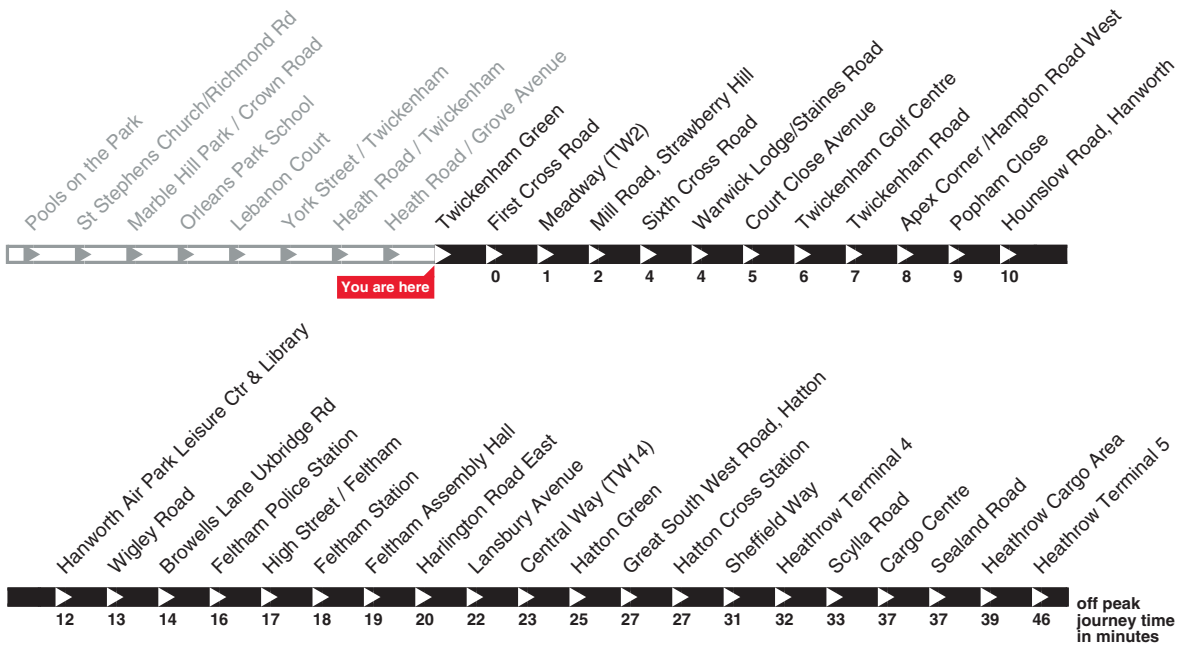 Pools on the Park
St Stephens Church/Richmond Rd
Marble Hill Park / Crown Road
Orleans Park School
Lebanon Court
York Street / Twickenham
Heath Road / Twickenham
Heath Road / Grove Avenue
Twickenham Green
First Cross Road
Meadway (TW2)
Mill Road, Strawberry Hill
Sixth Cross Road
Warwick Lodge/Staines Road
Court Close Avenue
Twickenham Golf Centre
Twickenham Road
Apex Corner /Hampton Road West
Popham Close
Hounslow Road, Hanworth
You are here
0 1 2 4 4 5 6 7 8 9 10
Hanworth Air Park Leisure Ctr & Library
Wigley Road
Browells Lane Uxbridge Rd
Feltham Police Station
High Street / Feltham
Feltham Station
Feltham Assembly Hall
Harlington Road East
Lansbury Avenue
Central Way (TW14)
Hatton Green
Great South West Road, Hatton
Hatton Cross Station
Sheffield Way
Heathrow Terminal 4
Scylla Road
Cargo Centre
Sealand Road
Heathrow Cargo Area
Heathrow Terminal 5
12 13 14 16 17 18 19 20 22 23 25 27 27 31 32 33 37 37 39 46
off peak
journey time
in minutes